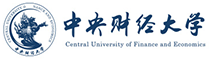 中央财经大学
Central University of Finance and Economics